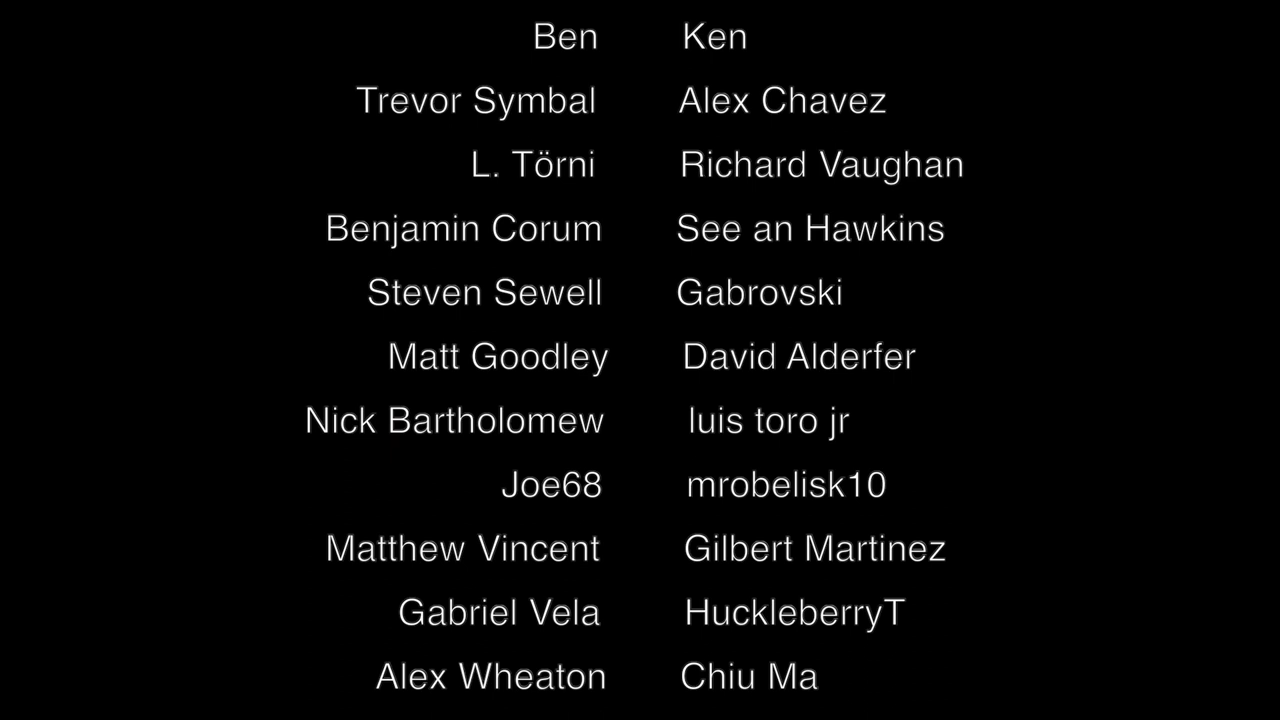 Ben Ken
Trevor Symbal Alex Chavez
L. Törni Richard Vaughan
Benjamin Corum See an Hawkins
Steven Sewell Gabrovski
Matt Goodley David Alderfer
Nick Bartholomew luis toro jr
Joe68 mrobelisk10
Matthew Vincent Gilbert Martinez
Gabriel Vela HuckleberryT
Alex Wheaton Chiu Ma